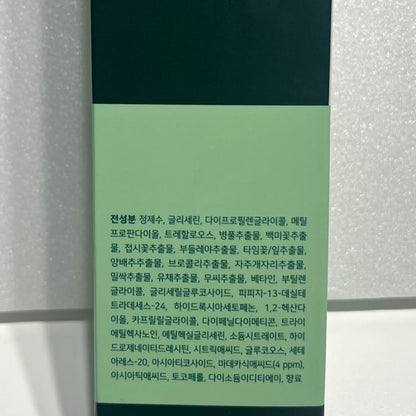 전성분 정제수, 글리세린, 다이프로필렌글라이콜, 메틸
프로판다이올, 트레할로오스, 병풀추출물, 백미꽃추출
물, 접시꽃추출물, 부들레야추출물, 타임꽃/잎추출물,
양배추추출물, 브로콜리추출물, 자주개자리추출물,
밀싹추출물, 유채추출물, 무씨추출물, 베타인, 부틸렌
글라이콜, 글리세릴글루코사이드, 피피지-13-데실테
트라데세스-24, 하이드록시아세토페논, 1,2-헥산다
이올, 카프릴릴글라이콜, 다이페닐다이메티콘, 트라이
에틸헥사노인, 에틸헥실글리세린, 소듐시트레이트, 하이
드로제네이티드레시틴, 시트릭애씨드, 글루코오스, 세테
아레스-20, 아시아티코사이드, 마데카식애씨드(4 ppm),
아시아틱애씨드, 토코페롤, 다이소듐이디티에이, 향료